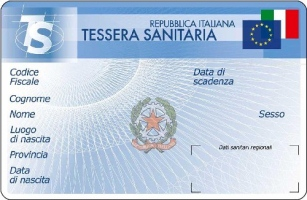 TS
REPUBBLICA ITALIANA
TESSERA SANITARIA
Codice
Fiscale
Data di
scadenza
Cognome
Nome
Sesso
Luogo
di nascita
Dati sanitari regionali
Provincia
Data
di nascita